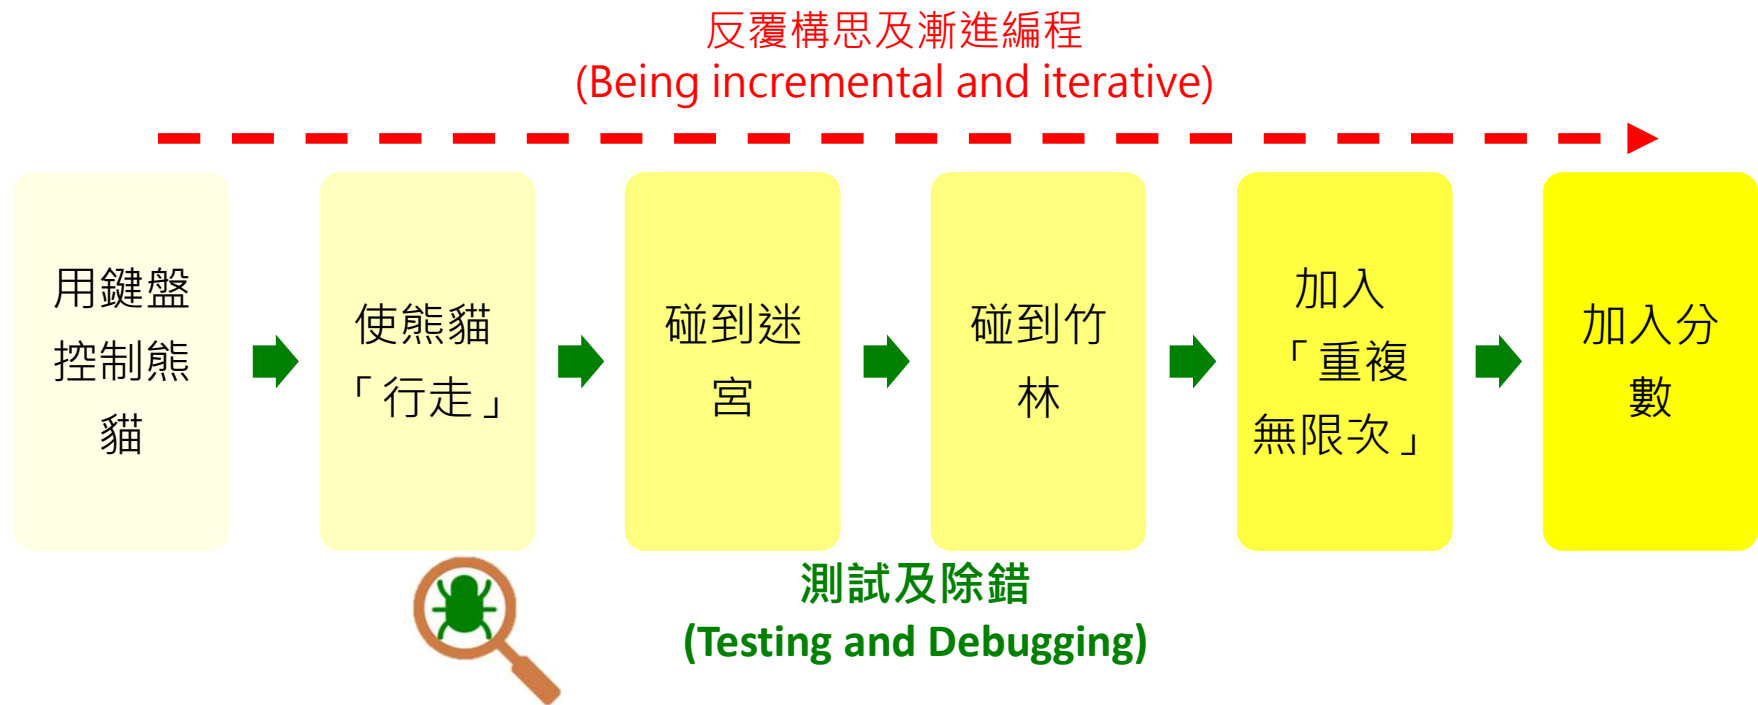 反覆構思及漸進編程
(Being incremental and iterative)
用鍵盤
控制熊
貓
使熊貓
「行走」
碰到迷
宮
碰到竹
林
加入
「重複
無限次」
加入分
數
測試及除錯
(Testing and Debugging)